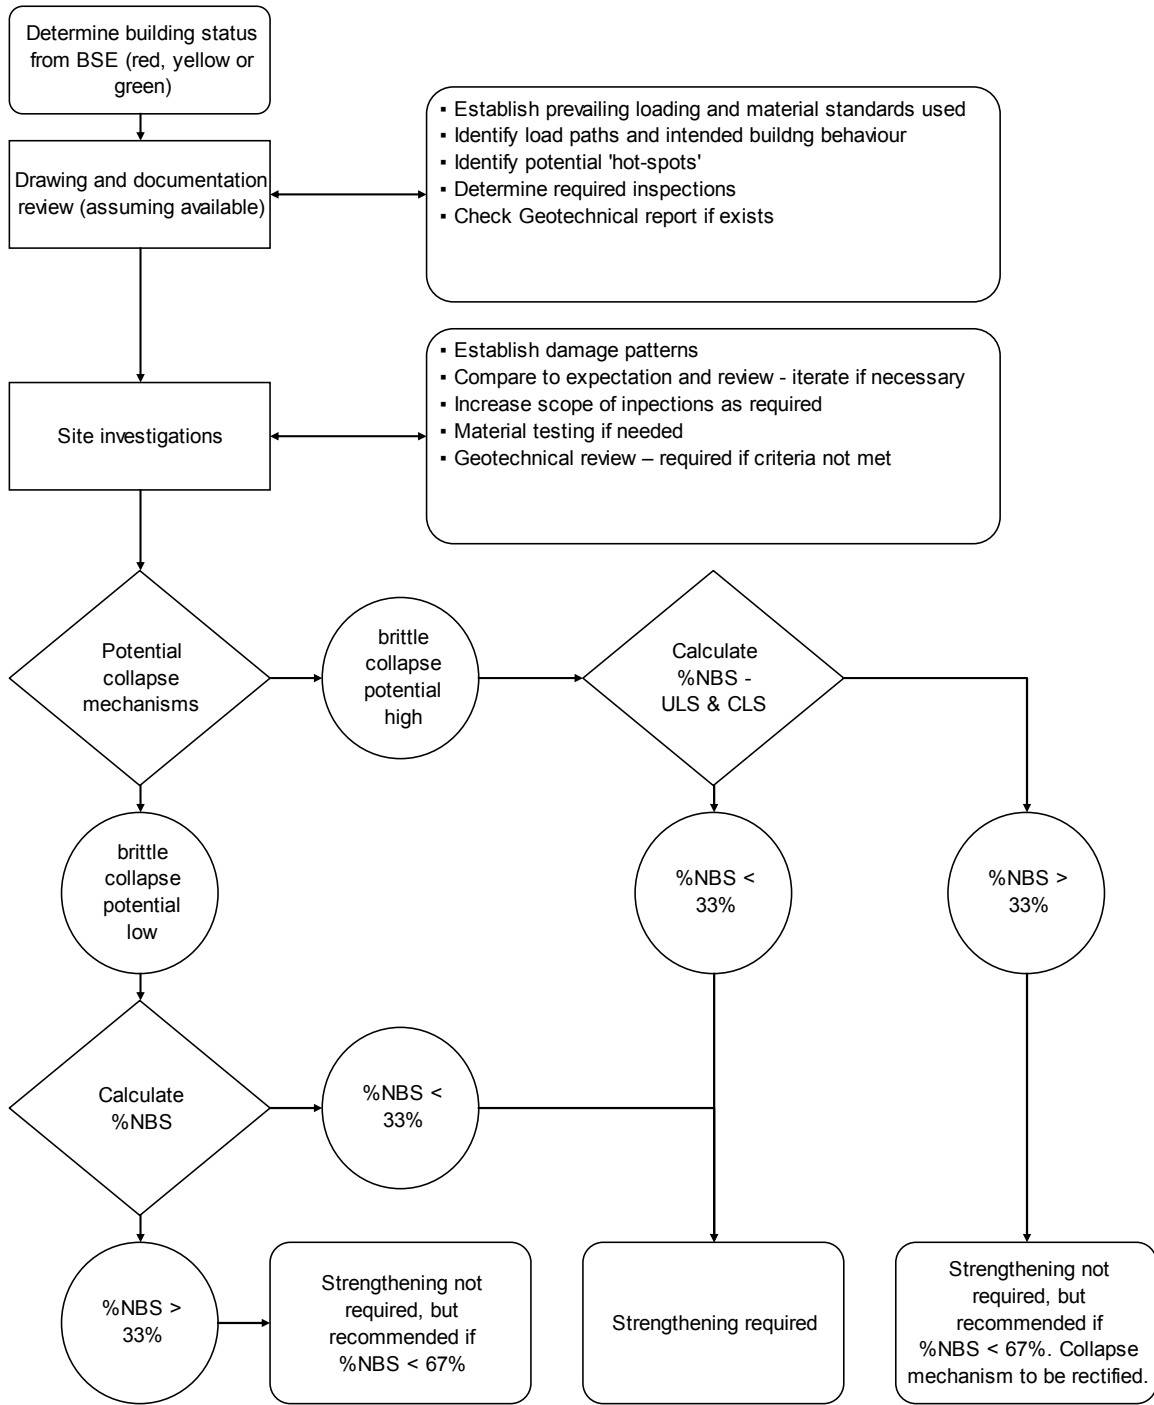 Determine building status
from BSE (red, yellow or
green)
Drawing and documentation
review (assuming available)
▪ Establish prevailing loading and material standards used
▪ Identify load paths and intended buildng behaviour
▪ Identify potential 'hot-spots'
▪ Determine required inspections
▪ Check Geotechnical report if exists
Site investigations
▪ Establish damage patterns
▪ Compare to expectation and review - iterate if necessary
▪ Increase scope of inpections as required
▪ Material testing if needed
▪ Geotechnical review – required if criteria not met
Potential
collapse
mechanisms
brittle
collapse
potential
high
Calculate
%NBS -
ULS & CLS
brittle
collapse
potential
low
%NBS <
33%
%NBS >
33%
Calculate
%NBS
%NBS <
33%
%NBS >
33%
Strengthening not
required, but
recommended if
%NBS < 67%
Strengthening required
Strengthening not
required, but
recommended if
%NBS < 67%. Collapse
mechanism to be rectified.